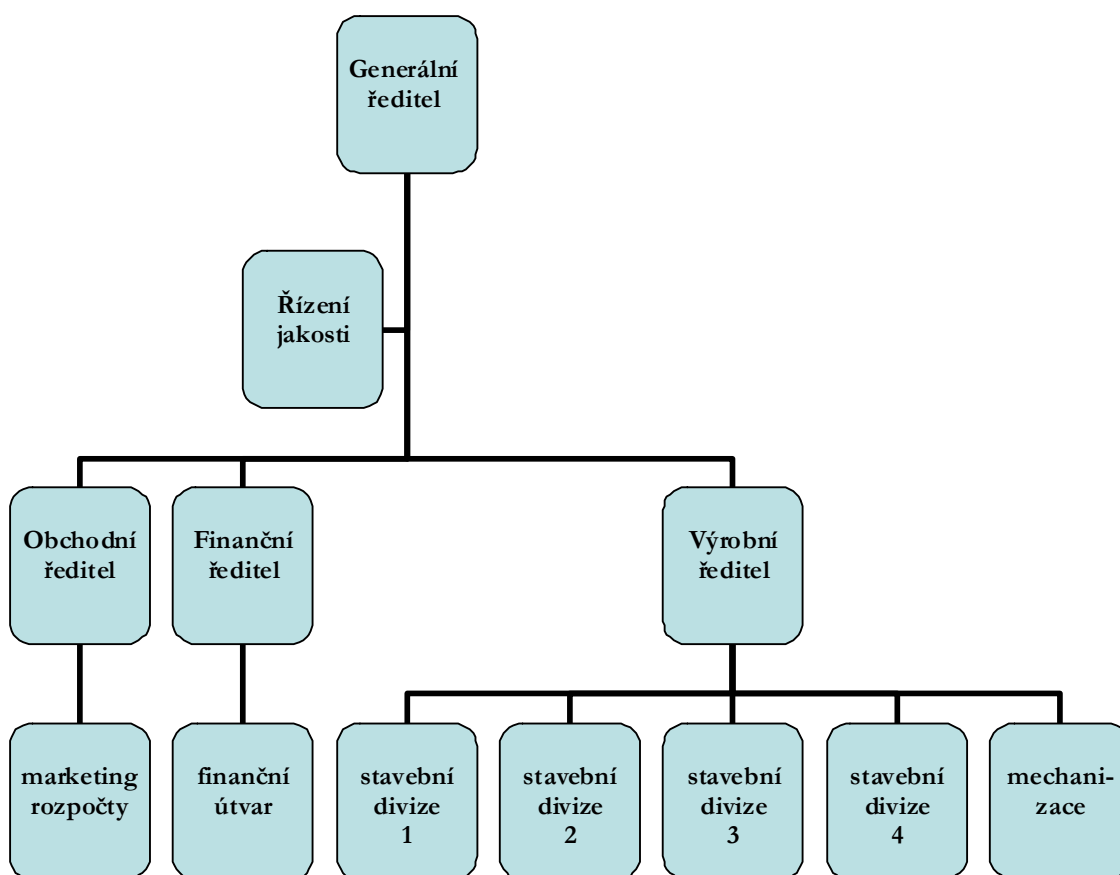 Generální
ředitel
Řízení
jakosti
Obchodní
ředitel
Finanční
ředitel
Výrobní
ředitel
marketing
rozpočty
finanční
útvar
stavební
divize
1
stavební
divize
2
stavební
divize
3
stavební
divize
4
mechani-
zace